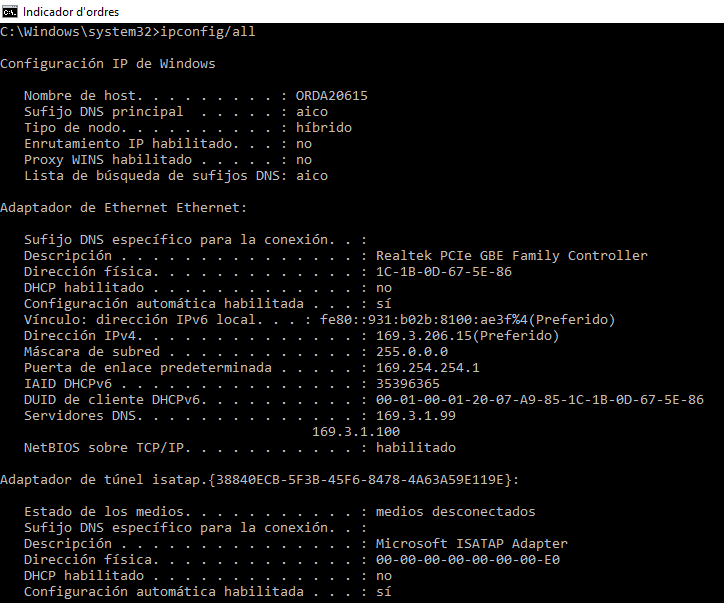 Indicador d'ordres
C:\Windows\system32>ipconfig/all
Configuración IP de Windows
Nombre de host. . . . . . . . . : ORDA20615
Sufijo DNS principal  . . . . . : aico
Tipo de nodo. . . . . . . . . . : híbrido
Enrutamiento IP habilitado. . . : no
Proxy WINS habilitado . . . . . : no
Lista de búsqueda de sufijos DNS: aico
Adaptador de Ethernet Ethernet:
Sufijo DNS específico para la conexión. . :
Descripción . . . . . . . . . . . . . . . : Realtek PCIe GBE Family Controller
Dirección física. . . . . . . . . . . . . : 1C-1B-0D-67-5E-86
DHCP habilitado . . . . . . . . . . . . . : no
Configuración automática habilitada . . . : sí
Vínculo: dirección IPv6 local. . . : fe80::931:b02b:8100:ae3f%4(Preferido)
Dirección IPv4. . . . . . . . . . . . . . : 169.3.206.15(Preferido)
Máscara de subred . . . . . . . . . . . . : 255.0.0.0
Puerta de enlace predeterminada . . . . . : 169.254.254.1
IAID DHCPv6 . . . . . . . . . . . . . . . : 35396365
DUID de cliente DHCPv6. . . . . . . . . . : 00-01-00-01-20-07-A9-85-1C-1B-0D-67-5E-86
Servidores DNS. . . . . . . . . . . . . . : 169.3.1.99
169.3.1.100
NetBIOS sobre TCP/IP. . . . . . . . . . . : habilitado
Adaptador de túnel isatap.{38840ECB-5F3B-45F6-8478-4A63A59E119E}:
Estado de los medios. . . . . . . . . . . : medios desconectados
Sufijo DNS específico para la conexión. . :
Descripción . . . . . . . . . . . . . . . : Microsoft ISATAP Adapter
Dirección física. . . . . . . . . . . . . : 00-00-00-00-00-00-00-E0
DHCP habilitado . . . . . . . . . . . . . : no
Configuración automática habilitada . . . : sí